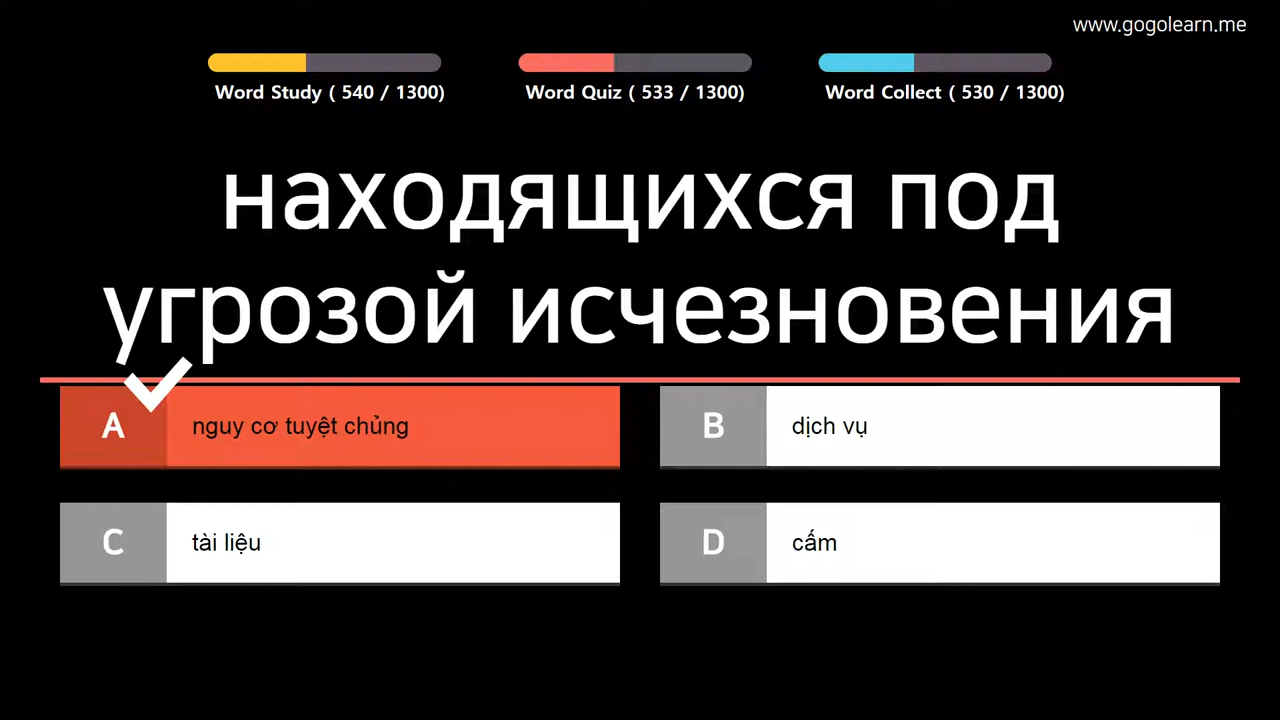 www.gogolearn.me
Word Study ( 540 / 1300)
Word Quiz ( 533 / 1300)
Word Collect ( 530 / 1300)
находящихся под
угрозой исчезновения
A nguy cơ tuyệt chủng
B dịch vụ
C tài liệu
D cấm